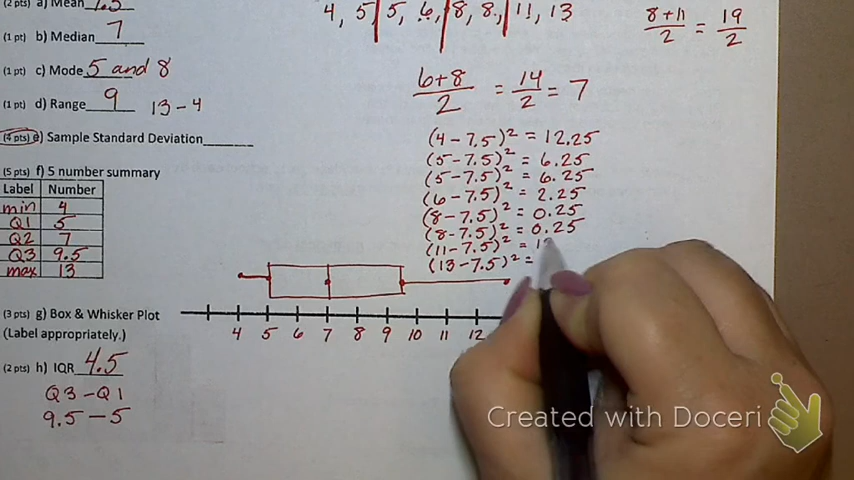 (2 pts) a) Mean 7.5
4, 5 | 5, 6, | 8, 8, | 11, 13
8 + 11 / 2 = 19 / 2
(1 pt) b) Median 7
(1 pt) c) Mode 5 and 8
6 + 8 / 2 = 14 / 2 = 7
(1 pt) d) Range 9 13 - 4
(4 pts) e) Sample Standard Deviation
(4 - 7.5)² = 12.25
(5 - 7.5)² = 6.25
(5 - 7.5)² = 6.25
(6 - 7.5)² = 2.25
(8 - 7.5)² = 0.25
(8 - 7.5)² = 0.25
(11 - 7.5)² = 1
(13 - 7.5)² =
(5 pts) f) 5 number summary
Label Number
min 4
Q1 5
Q2 7
Q3 9.5
max 13
(3 pts) g) Box & Whisker Plot
(Label appropriately.)
4 5 6 7 8 9 10 11 12
(2 pts) h) IQR 4.5
Q3 - Q1
9.5 - 5
Created with Doceri